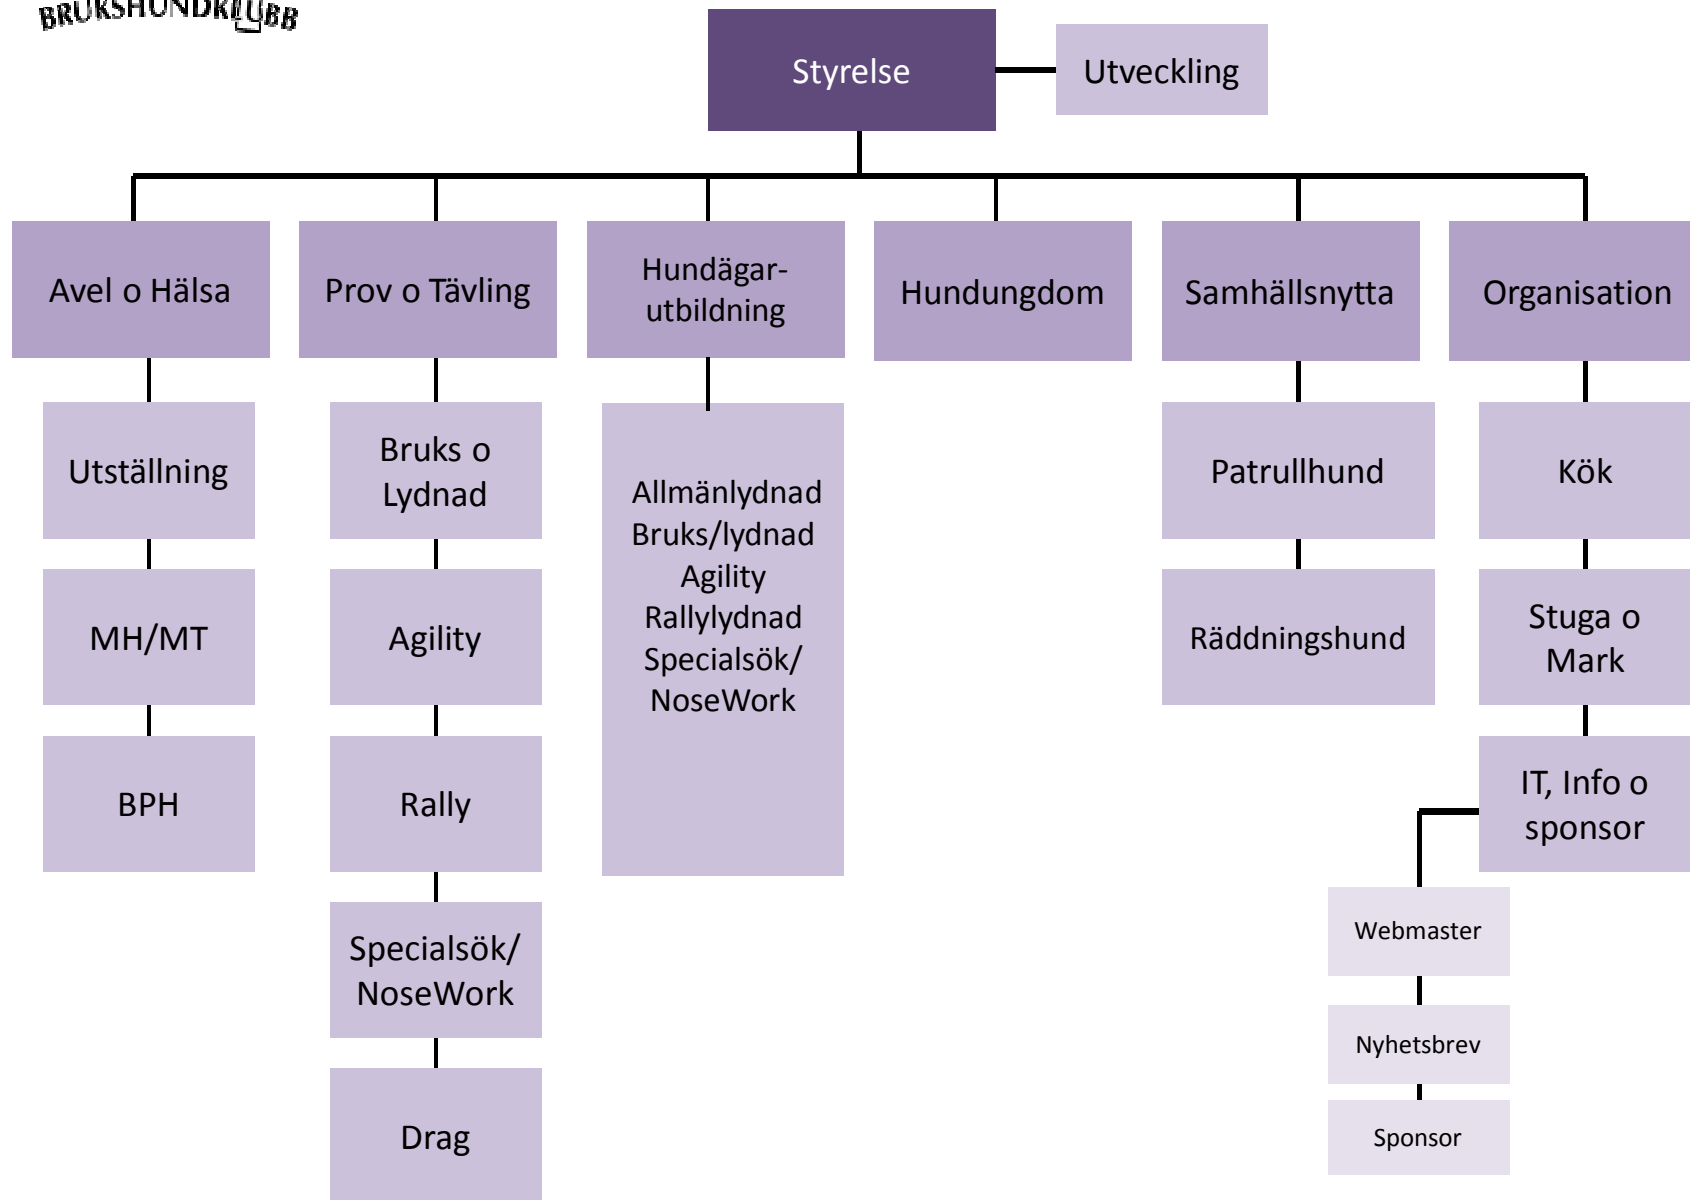 BRUKSHUNDKLUBB
Styrelse
Utveckling
Avel o Hälsa
Prov o Tävling
Hundägar-
utbildning
Hundungdom
Samhällsnytta
Organisation
Utställning
MH/MT
BPH
Bruks o
Lydnad
Agility
Rally
Specialsök/
NoseWork
Drag
Allmänlydnad
Bruks/lydnad
Agility
Rallylydnad
Specialsök/
NoseWork
Patrullhund
Räddningshund
Kök
Stuga o
Mark
IT, Info o
sponsor
Webmaster
Nyhetsbrev
Sponsor